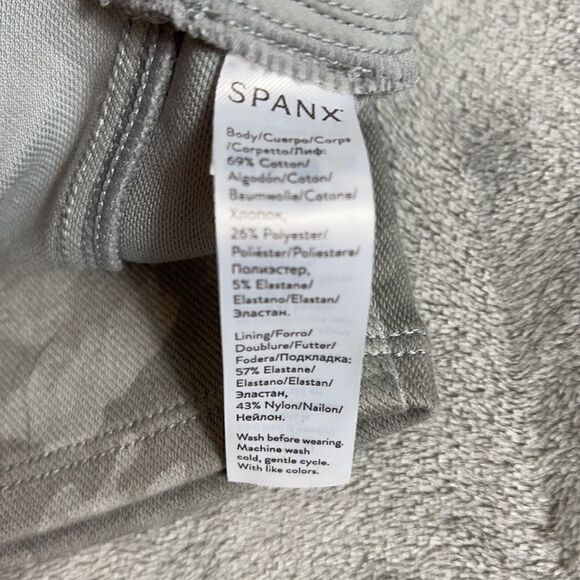 SPANX
Body/Cuerpo/Corps
/Corpetto/Лиф:
69% Cotton/
Algodón/Coton/
Baumwolle/Cotone/
Хлопок,
26% Polyester/
Poliéster/Poliestere/
Полиэстер,
5% Elastane/
Elastano/Elastan/
Эластан.
Lining/Forro/
Doublure/Futter/
Fodera/Подкладка:
57% Elastane/
Elastano/Elastan/
Эластан,
43% Nylon/Nailon/
Нейлон.
Wash before wearing.
Machine wash
cold, gentle cycle.
With like colors.